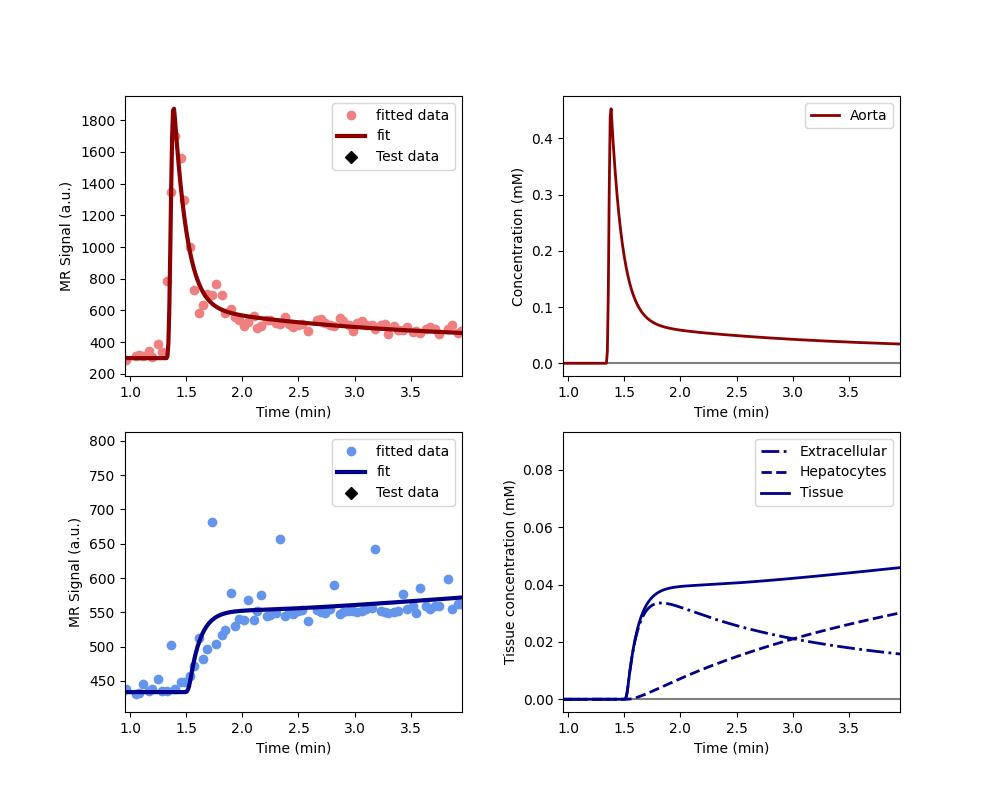 1800
1600
1400
1200
1000
800
600
400
200
MR Signal (a.u.)
1.0 1.5 2.0 2.5 3.0 3.5
Time (min)
fitted data
fit
Test data
0.4
0.3
0.2
0.1
0.0
Concentration (mM)
1.0 1.5 2.0 2.5 3.0 3.5
Time (min)
Aorta
800
750
700
650
600
550
500
450
MR Signal (a.u.)
1.0 1.5 2.0 2.5 3.0 3.5
Time (min)
fitted data
fit
Test data
0.08
0.06
0.04
0.02
0.00
Tissue concentration (mM)
1.0 1.5 2.0 2.5 3.0 3.5
Time (min)
Extracellular
Hepatocytes
Tissue